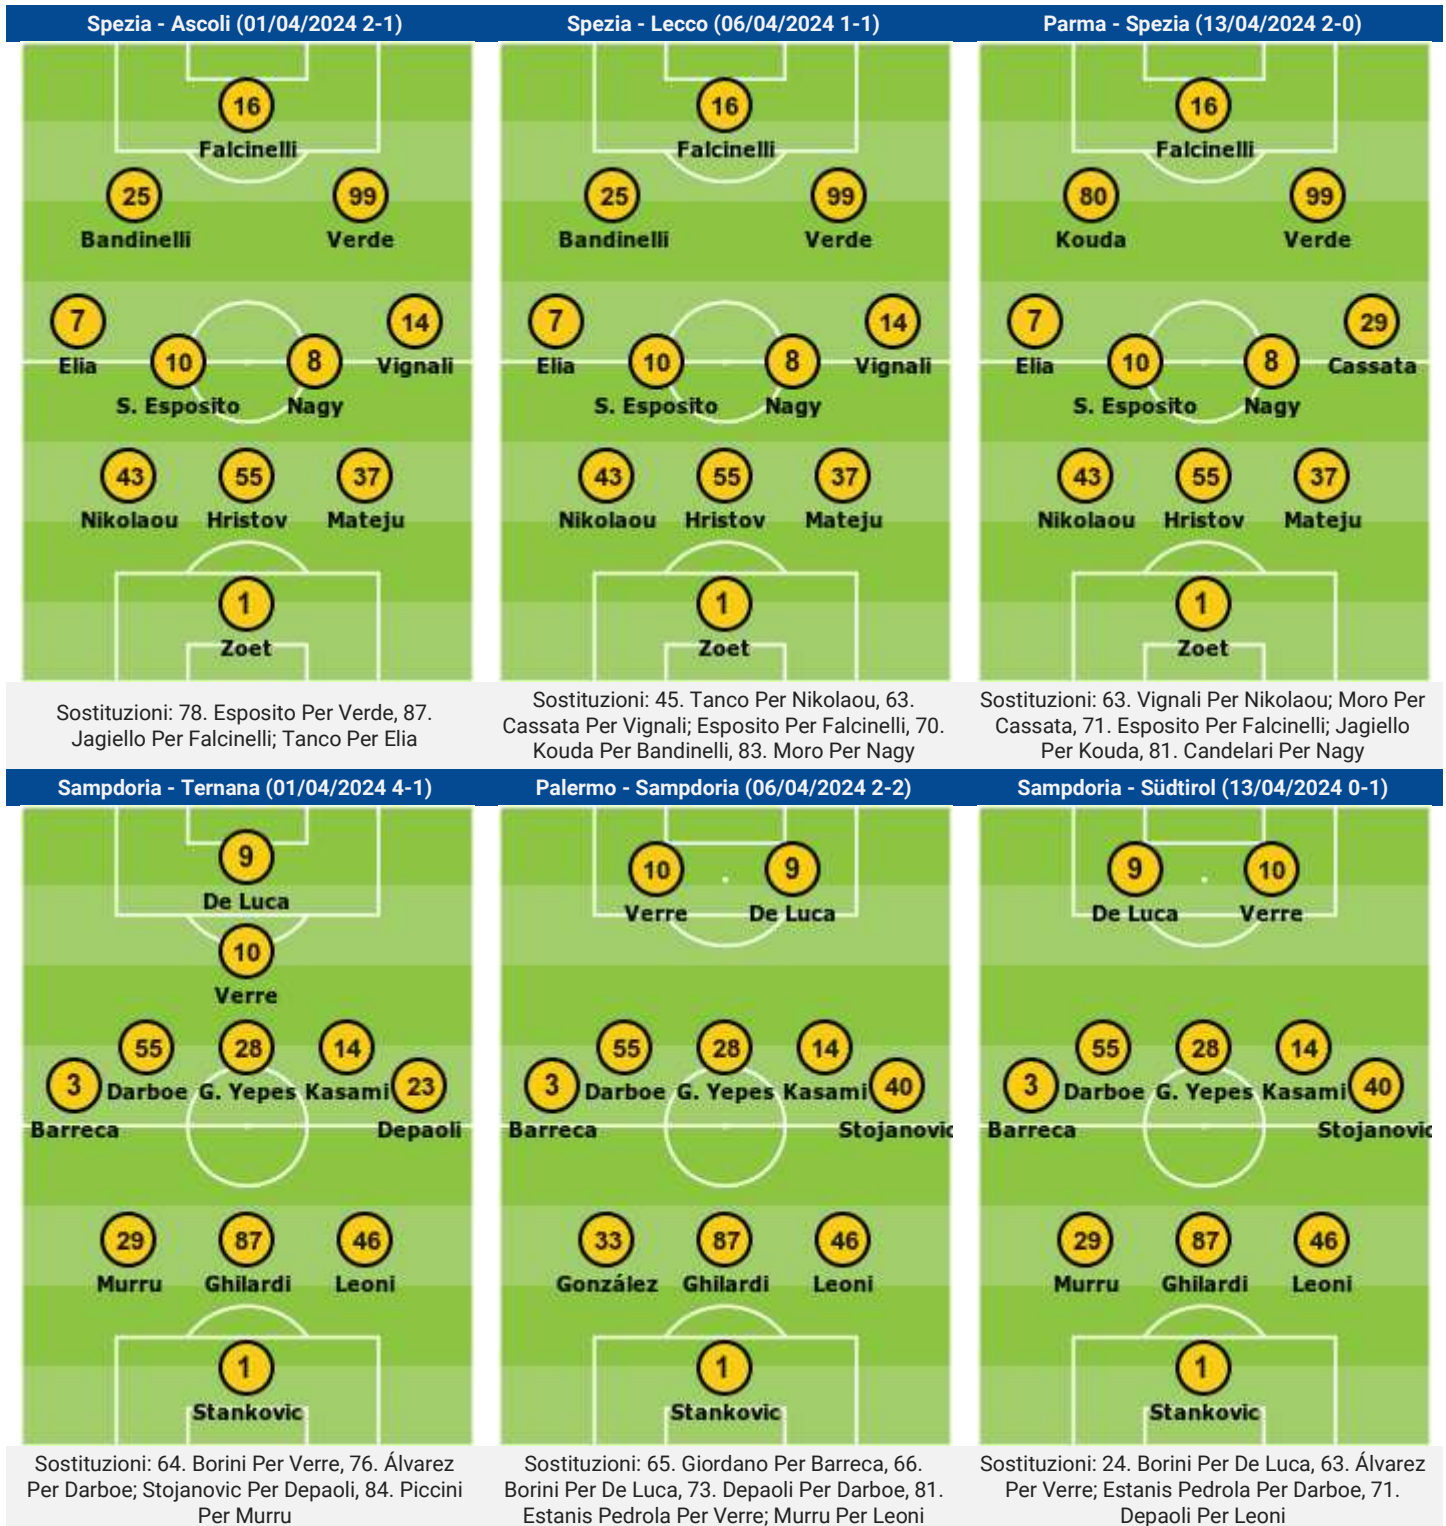 Spezia - Ascoli (01/04/2024 2-1)
16
Falcinelli
25
99
Bandinelli
Verde
7
14
Elia
10
8
Vignali
S. Esposito
Nagy
43
55
37
Nikolaou
Hristov
Mateju
1
Zoet
Sostituzioni: 78. Esposito Per Verde, 87.
Jagiello Per Falcinelli; Tanco Per Elia
Spezia - Lecco (06/04/2024 1-1)
16
Falcinelli
25
99
Bandinelli
Verde
7
14
Elia
10
8
Vignali
S. Esposito
Nagy
43
55
37
Nikolaou
Hristov
Mateju
1
Zoet
Sostituzioni: 45. Tanco Per Nikolaou, 63.
Cassata Per Vignali; Esposito Per Falcinelli, 70.
Kouda Per Bandinelli, 83. Moro Per Nagy
Parma - Spezia (13/04/2024 2-0)
16
Falcinelli
80
99
Kouda
Verde
7
29
Elia
10
8
Cassata
S. Esposito
Nagy
43
55
37
Nikolaou
Hristov
Mateju
1
Zoet
Sostituzioni: 63. Vignali Per Nikolaou; Moro Per
Cassata, 71. Esposito Per Falcinelli; Jagiello
Per Kouda, 81. Candelari Per Nagy
Sampdoria - Ternana (01/04/2024 4-1)
9
De Luca
10
Verre
55
28
14
3
Darboe
G. Yepes
Kasami
23
Barreca
Depaoli
29
87
46
Murru
Ghilardi
Leoni
1
Stankovic
Sostituzioni: 64. Borini Per Verre, 76. Álvarez
Per Darboe; Stojanovic Per Depaoli, 84. Piccini
Per Murru
Palermo - Sampdoria (06/04/2024 2-2)
10
9
Verre
De Luca
55
28
14
3
Darboe
G. Yepes
Kasami
40
Barreca
Stojanovic
33
87
46
González
Ghilardi
Leoni
1
Stankovic
Sostituzioni: 65. Giordano Per Barreca, 66.
Borini Per De Luca, 73. Depaoli Per Darboe, 81.
Estanis Pedrola Per Verre; Murru Per Leoni
Sampdoria - Südtirol (13/04/2024 0-1)
9
10
De Luca
Verre
55
28
14
3
Darboe
G. Yepes
Kasami
40
Barreca
Stojanovic
29
87
46
Murru
Ghilardi
Leoni
1
Stankovic
Sostituzioni: 24. Borini Per De Luca, 63. Álvarez
Per Verre; Estanis Pedrola Per Darboe, 71.
Depaoli Per Leoni